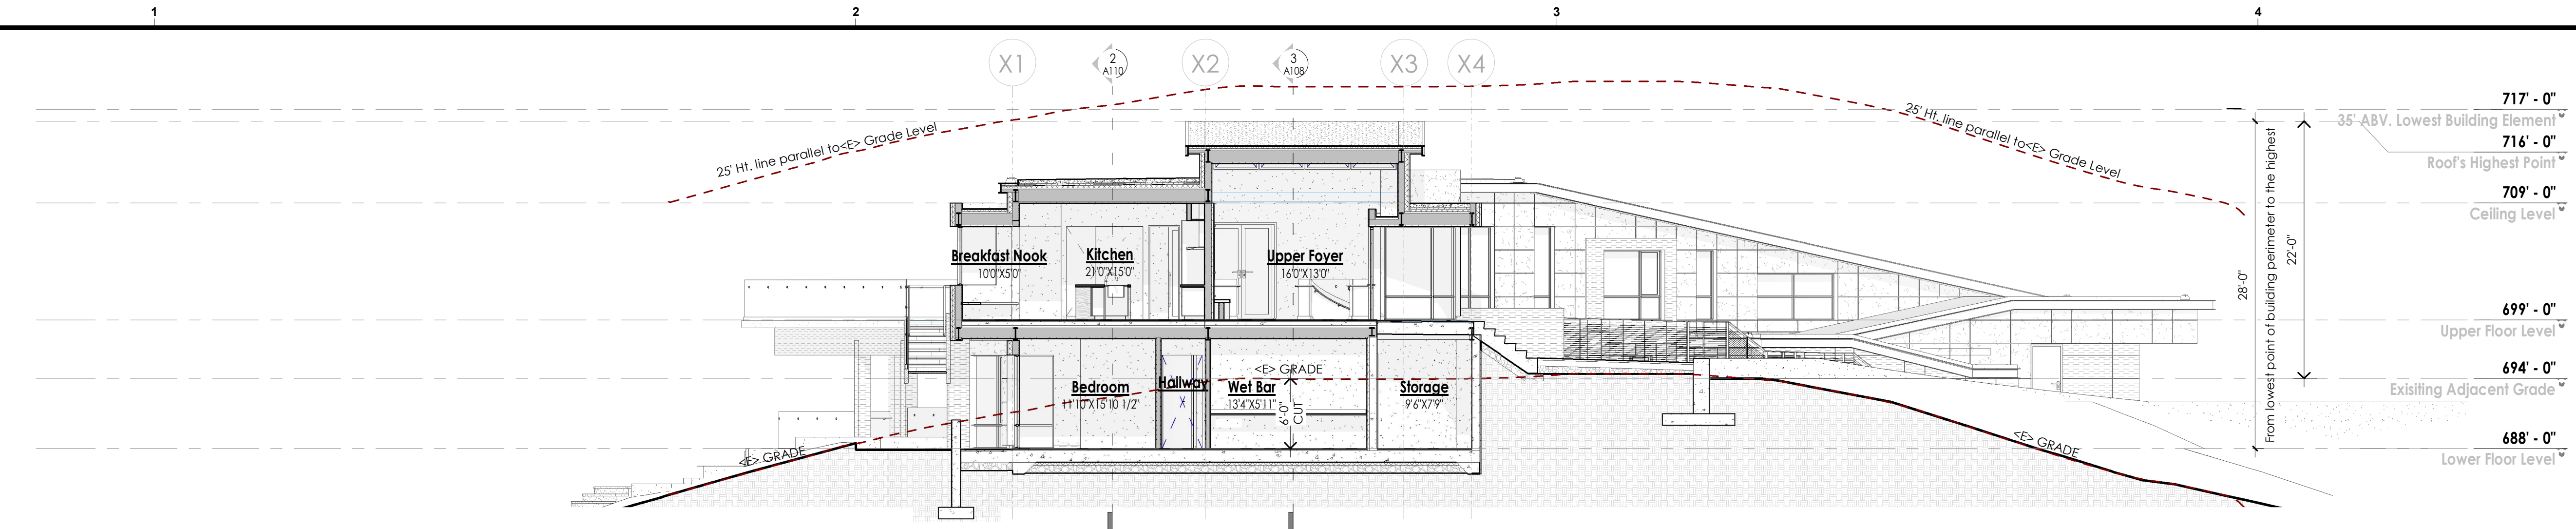 1 2 3 4
X1 2 X2 3 X3 X4
A110 A108
717' - 0"
35' ABV. Lowest Building Element
716' - 0"
Roof's Highest Point
709' - 0"
Ceiling Level
699' - 0"
Upper Floor Level
694' - 0"
Exisiting Adjacent Grade
688' - 0"
Lower Floor Level
25' Ht. line parallel to<E> Grade Level
25' Ht. line parallel to<E> Grade Level
From lowest point of building perimeter to the highest
28'-0"
22'-0"
Breakfast Nook
10'0"X5'0"
Kitchen
21'0"X15'0"
Upper Foyer
16'0"X13'0"
<E> GRADE
Bedroom
11'10"X15'10 1/2"
Hallway
Wet Bar
13'4"X5'11"
6'-0"
CUT
Storage
9'6"X7'9"
<E> GRADE
<E> GRADE